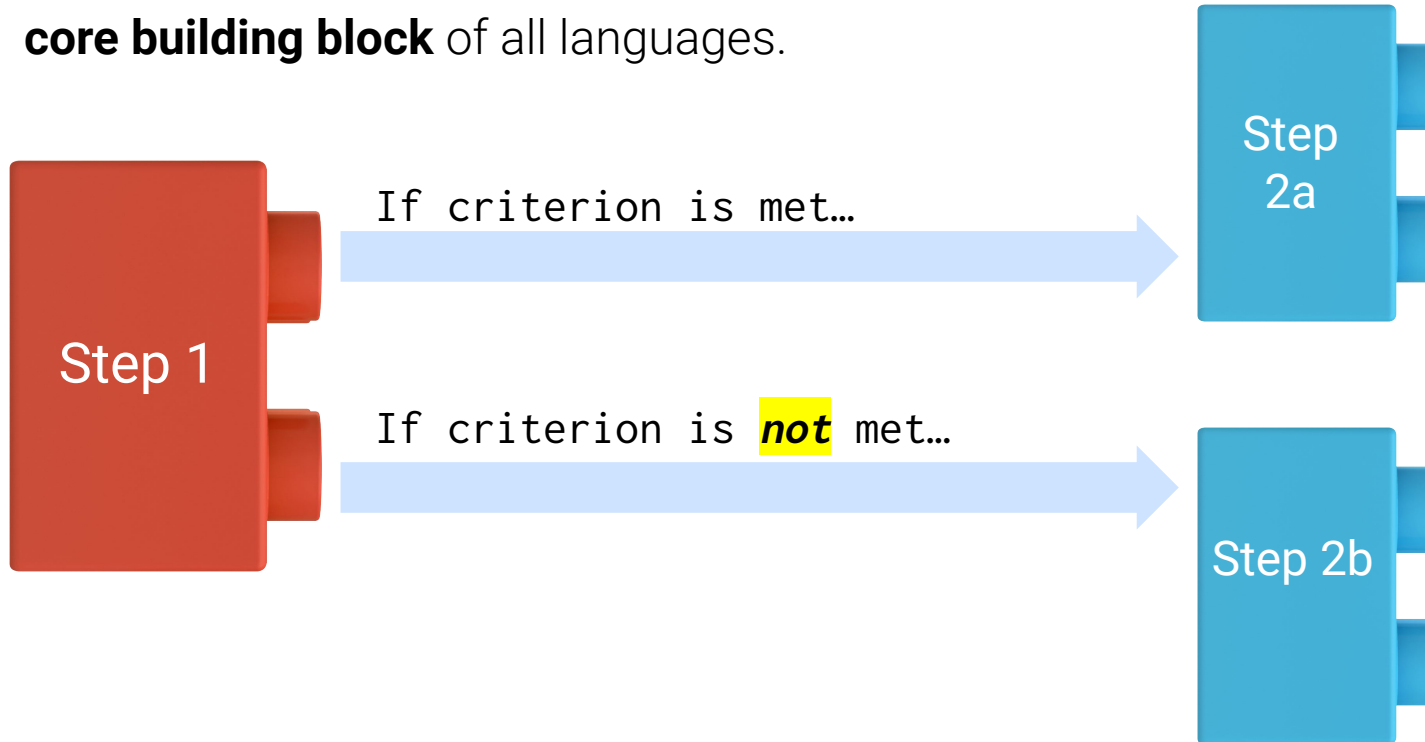 core building block of all languages.
Step
2a
If criterion is met…
Step 1
If criterion is not met…
Step 2b